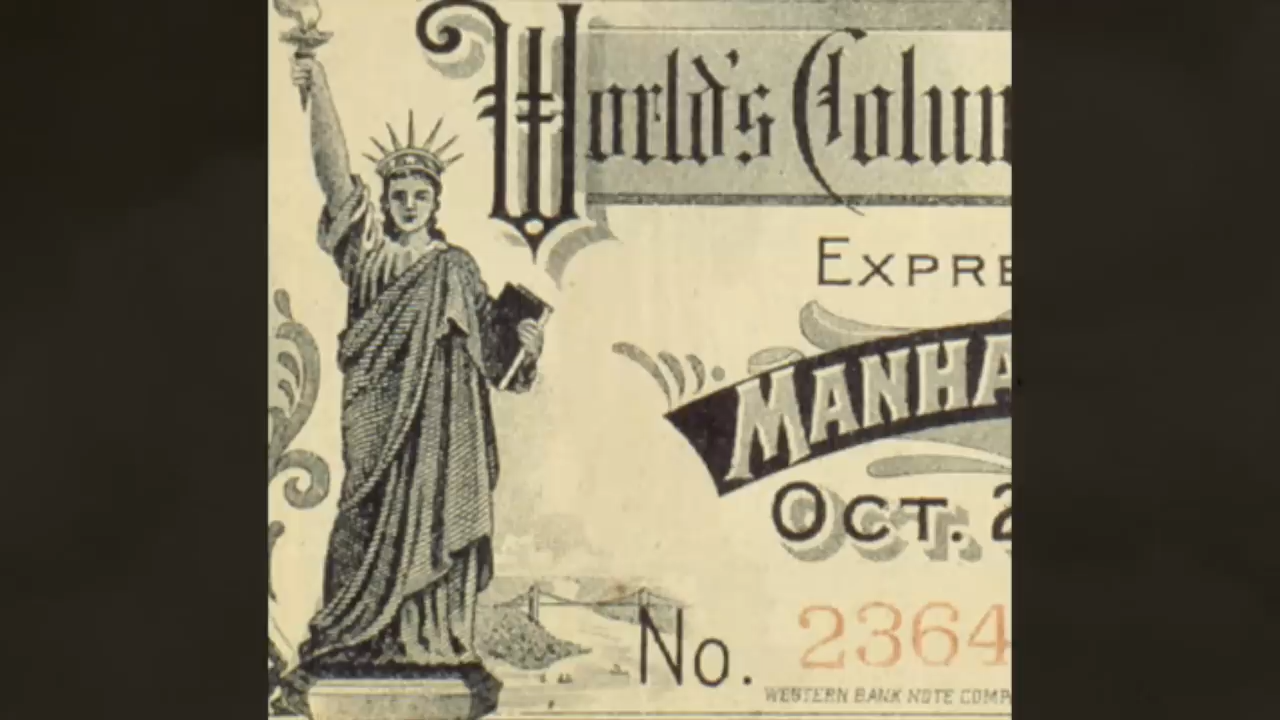 World's Colum
EXPRE
MANHA
OCT. 2
No. 2364
WESTERN BANK NOTE COMP